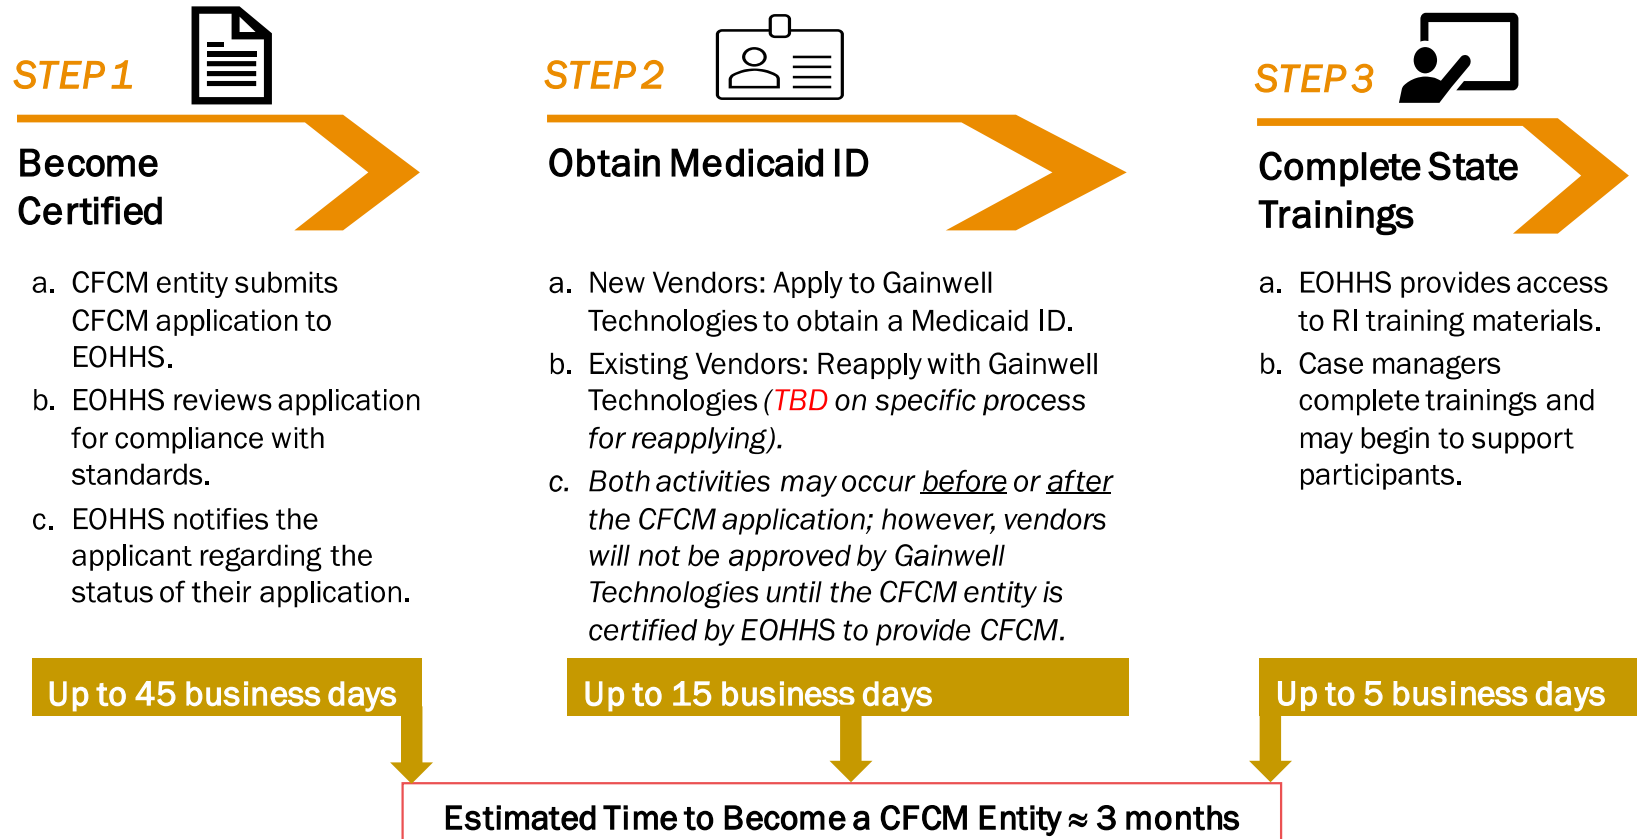 STEP 1
Become
Certified
a. CFCM entity submits
CFCM application to
EOHHS.
b. EOHHS reviews application
for compliance with
standards.
c. EOHHS notifies the
applicant regarding the
status of their application.
Up to 45 business days
STEP 2
Obtain Medicaid ID
a. New Vendors: Apply to Gainwell
Technologies to obtain a Medicaid ID.
b. Existing Vendors: Reapply with Gainwell
Technologies (TBD on specific process
for reapplying).
c. Both activities may occur before or after
the CFCM application; however, vendors
will not be approved by Gainwell
Technologies until the CFCM entity is
certified by EOHHS to provide CFCM.
Up to 15 business days
STEP 3
Complete State
Trainings
a. EOHHS provides access
to RI training materials.
b. Case managers
complete trainings and
may begin to support
participants.
Up to 5 business days
Estimated Time to Become a CFCM Entity ≈ 3 months